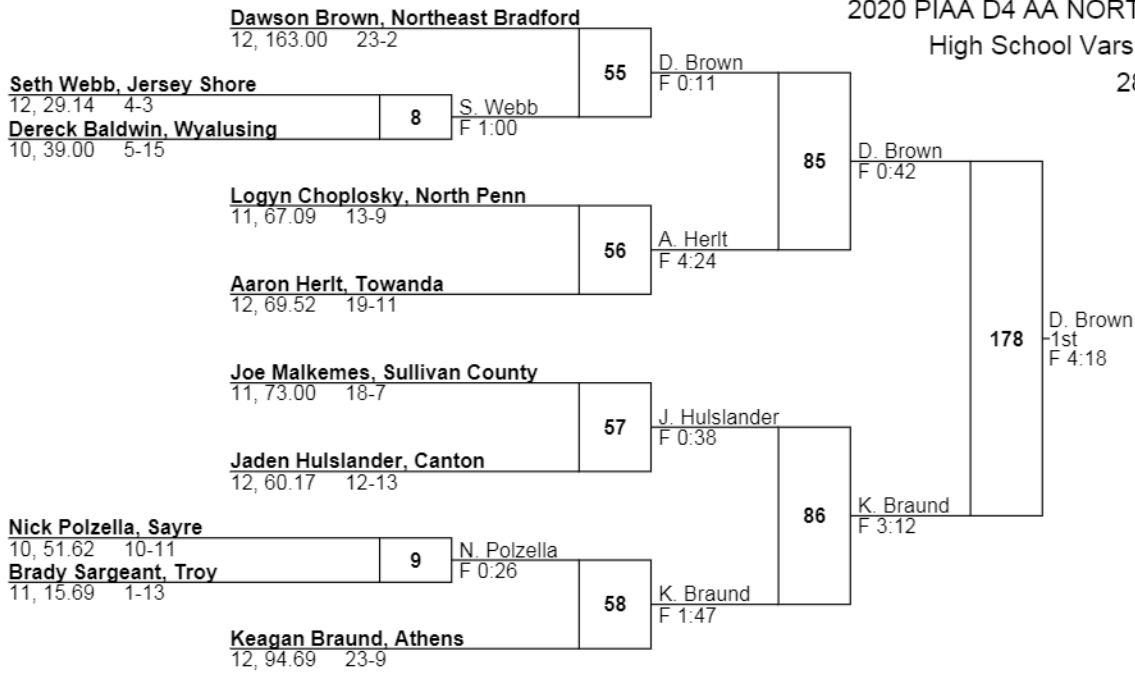 2020 PIAA D4 AA NORT
High School Vars
28
Dawson Brown, Northeast Bradford
12, 163.00 23-2
55
D. Brown
F 0:11
Seth Webb, Jersey Shore
12, 29.14 4-3
8
S. Webb
F 1:00
Dereck Baldwin, Wyalusing
10, 39.00 5-15
85
D. Brown
F 0:42
Logyn Choplosky, North Penn
11, 67.09 13-9
56
A. Herlt
F 4:24
Aaron Herlt, Towanda
12, 69.52 19-11
178
D. Brown
1st
F 4:18
Joe Malkemes, Sullivan County
11, 73.00 18-7
57
J. Hulslander
F 0:38
Jaden Hulslander, Canton
12, 60.17 12-13
86
K. Braund
F 3:12
Nick Polzella, Sayre
10, 51.62 10-11
9
N. Polzella
F 0:26
Brady Sargeant, Troy
11, 15.69 1-13
58
K. Braund
F 1:47
Keagan Braund, Athens
12, 94.69 23-9